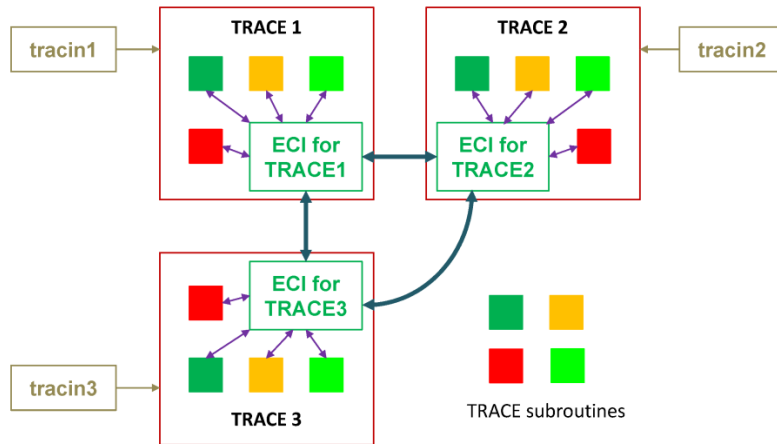 TRACE 1
TRACE 2
tracin1
tracin2
ECI for
TRACE1
ECI for
TRACE2
ECI for
TRACE3
tracin3
TRACE 3
TRACE subroutines